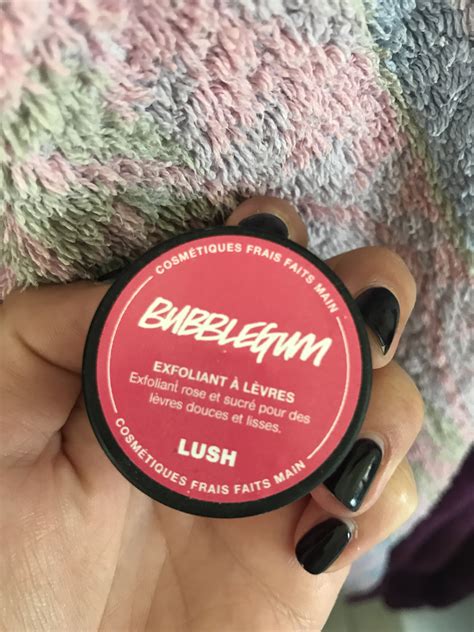 COSMÉTIQUES FRAIS FAITS MAIN
BUBBLEGUM
EXFOLIANT À LÈVRES
Exfoliant rose et sucré pour des
lèvres douces et lisses.
LUSH
COSMÉTIQUES FRAIS FAITS MAIN